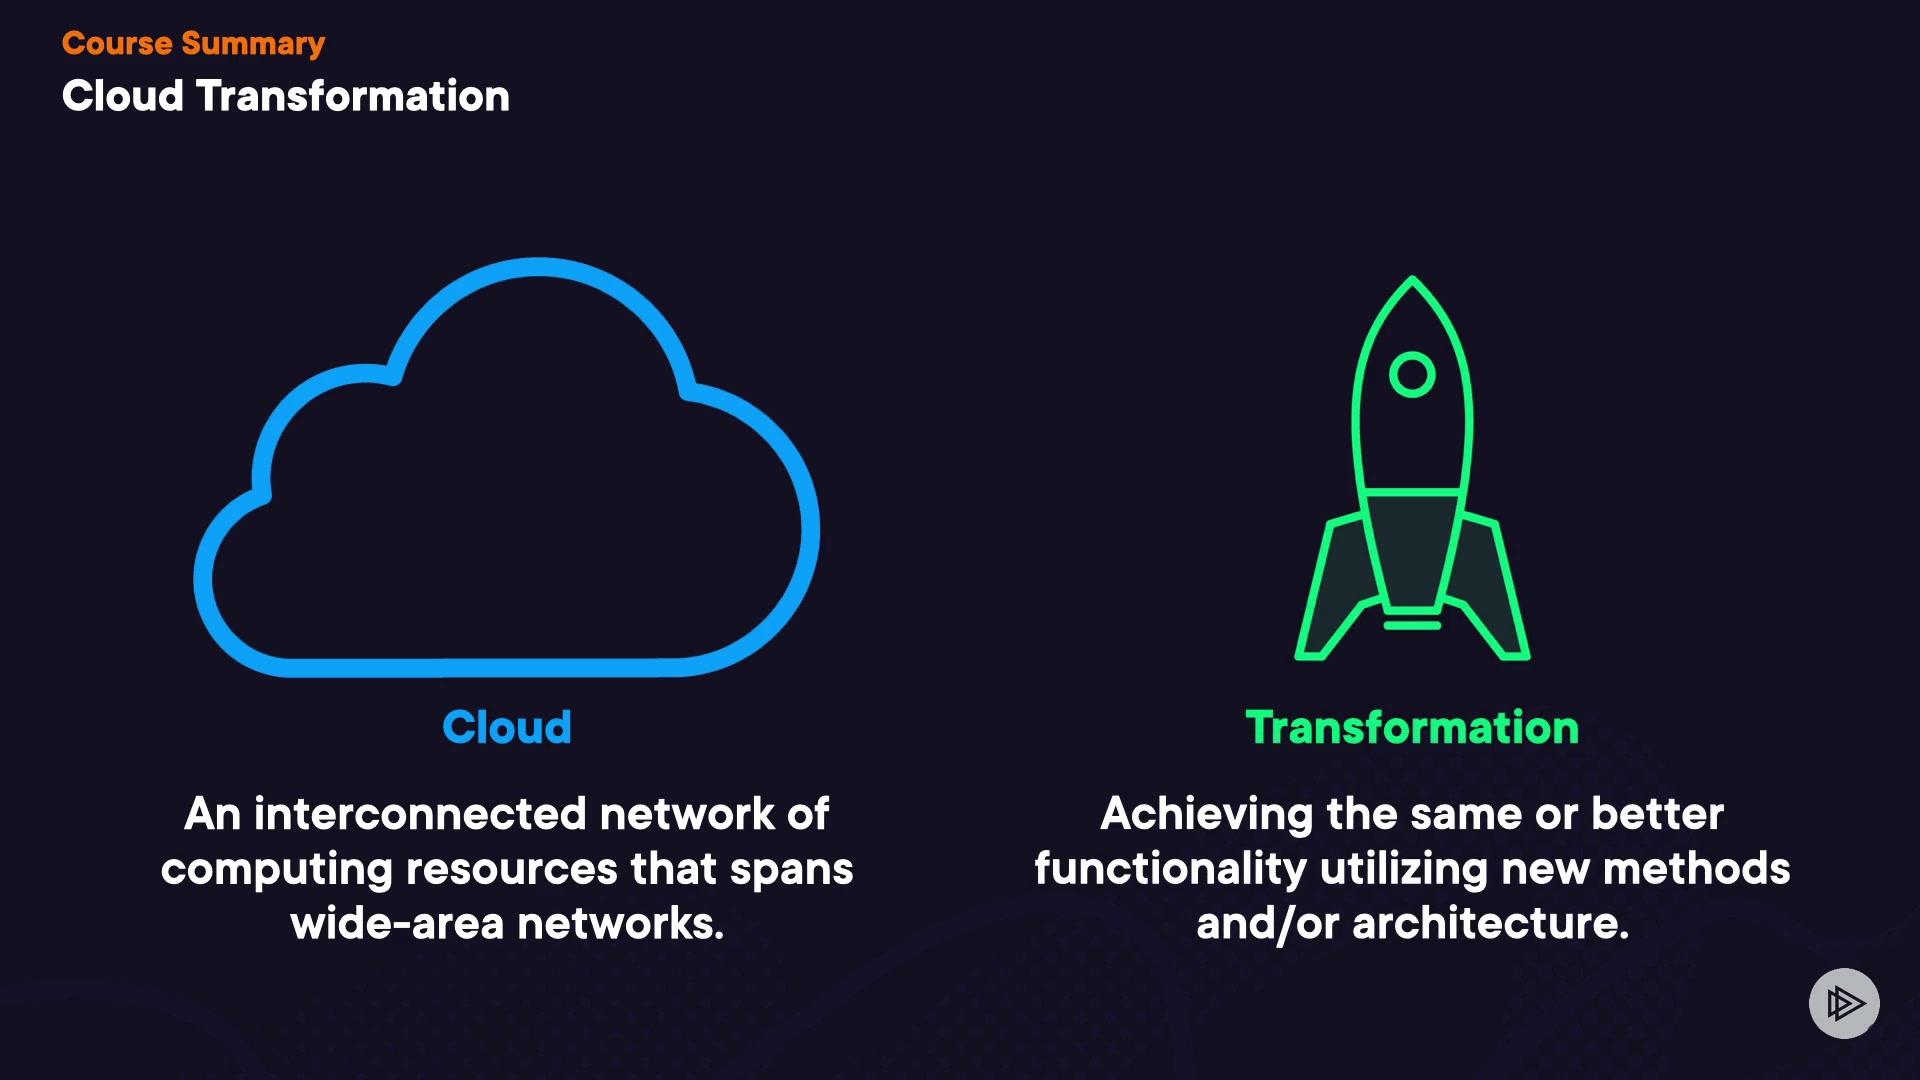 Course Summary
Cloud Transformation
Cloud
An interconnected network of
computing resources that spans
wide-area networks.
Transformation
Achieving the same or better
functionality utilizing new methods
and/or architecture.